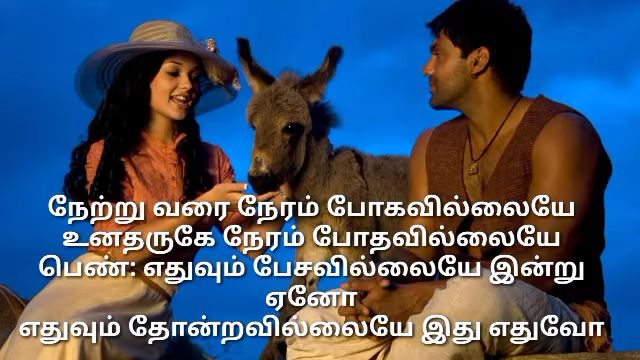 நேற்று வரை நேரம் போகவில்லையே
உனதருகே நேரம் போதவில்லையே
பெண்: எதுவும் பேசவில்லையே இன்று
ஏனோ
எதுவும் தோன்றவில்லையே இது எதுவோ